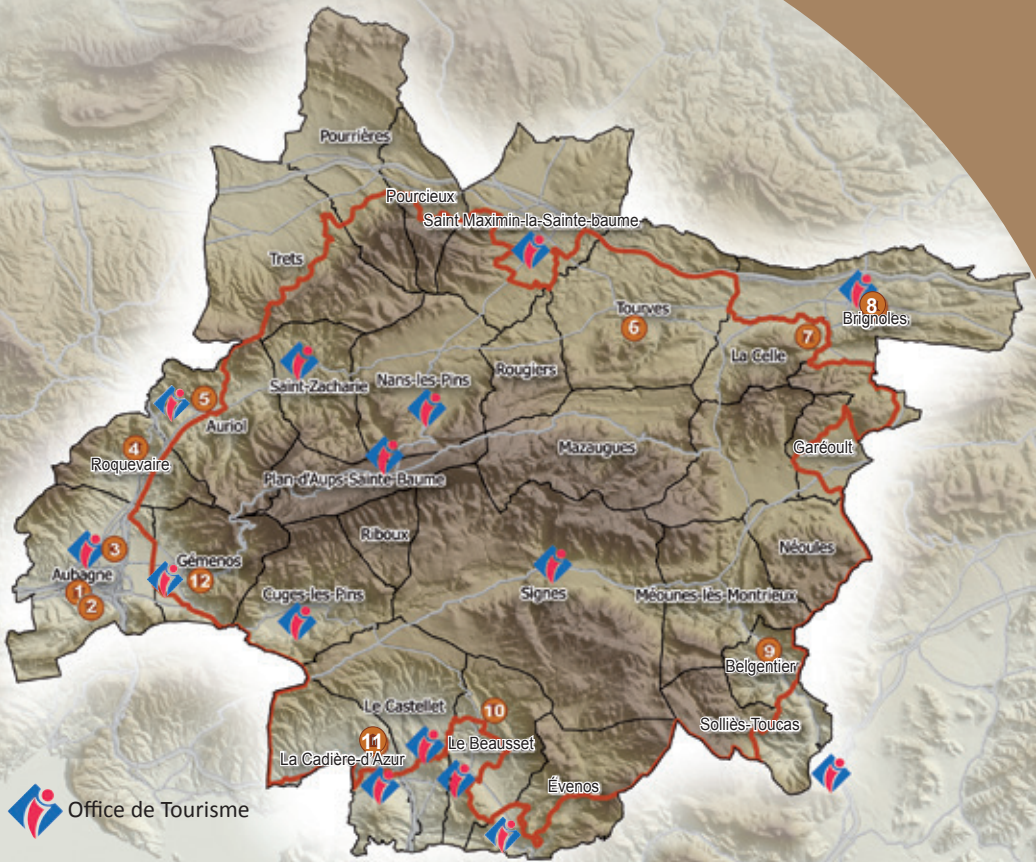 Pourrières
Pourcieux
Saint Maximin-la-Sainte-baume
Trets
8
Brignoles
Tourves
6
7
La Celle
Saint-Zacharie
Nans-les-Pins
Rougiers
5
Auriol
4
Roquevaire
Mazaugues
Garéoult
Plan-d'Aups-Sainte-Baume
Riboux
3
Aubagne
1
2
Gémenos
12
Néoules
Cuges-les-Pins
Signes
Méounes-lès-Montrieux
9
Belgentier
Le Castellet
10
11
Le Beausset
La Cadière-d'Azur
Solliès-Toucas
Évenos
Office de Tourisme